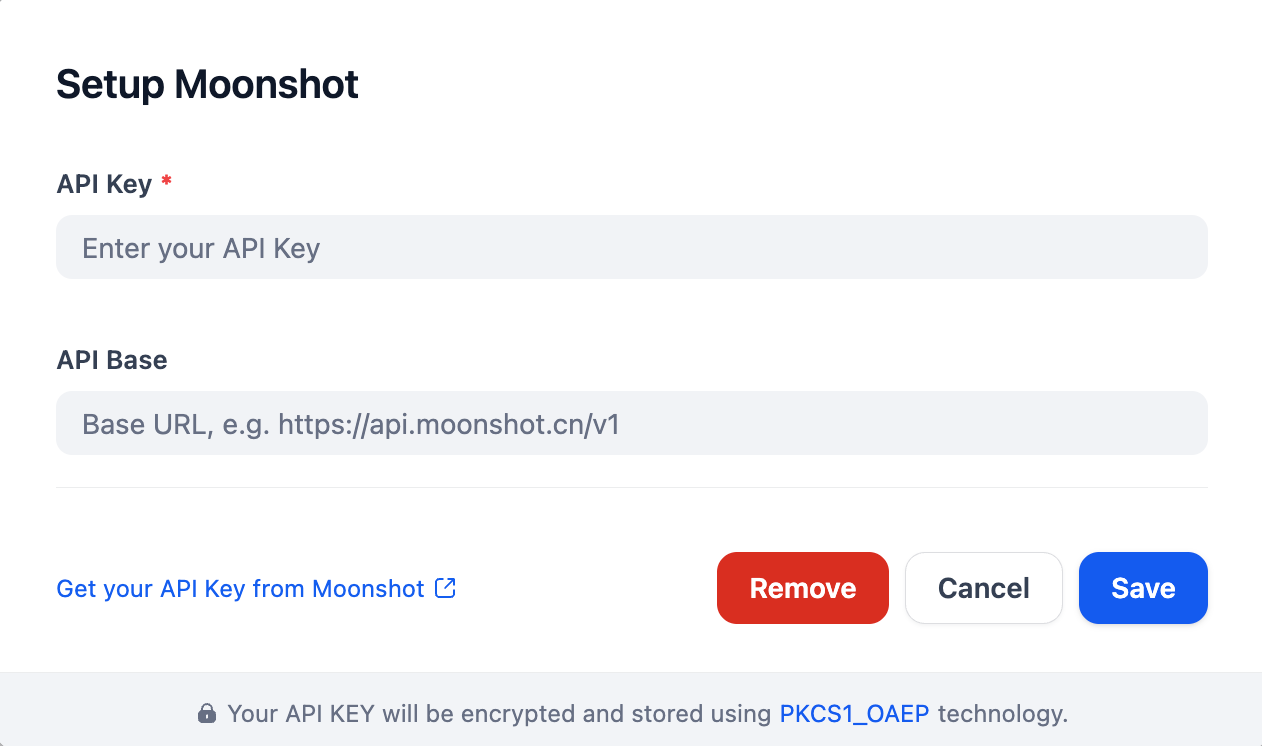 Setup Moonshot
API Key *
Enter your API Key
API Base
Base URL, e.g. https://api.moonshot.cn/v1
Get your API Key from Moonshot
Remove
Cancel
Save
Your API KEY will be encrypted and stored using PKCS1_OAEP technology.